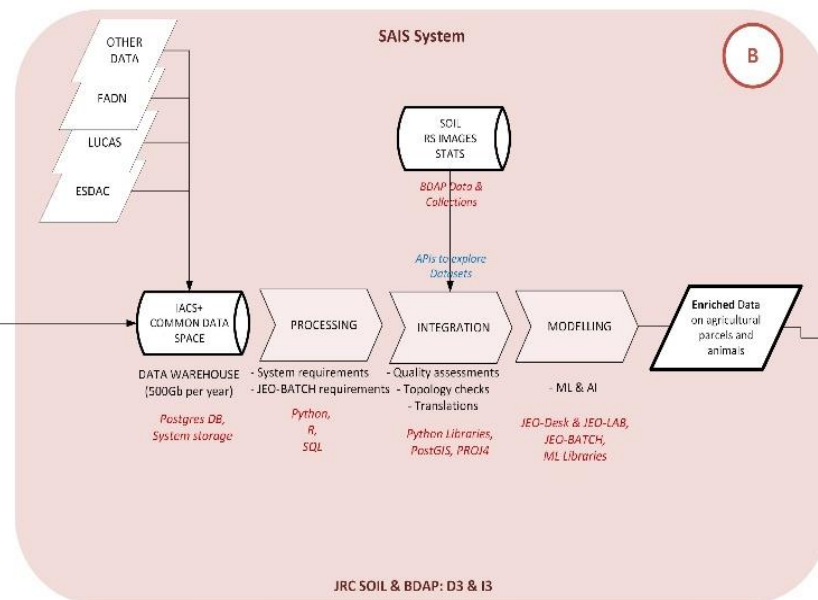 SAIS System
B
OTHER
DATA
FADN
LUCAS
ESDAC
SOIL
RS IMAGES
STATS
BDAP Data &
Collections
APIs to explore
Datasets
IACS+
COMMON DATA
SPACE
PROCESSING
INTEGRATION
MODELLING
Enriched Data
on agricultural
parcels and
animals
DATA WAREHOUSE
(500Gb per year)
Postgres DB,
System storage
- System requirements
- JEO-BATCH requirements
Python,
R,
SQL
- Quality assessments
- Topology checks
- Translations
Python Libraries,
PostGIS, PROJ4
- ML & AI
JEO-Desk & JEO-LAB,
JEO-BATCH,
ML Libraries
JRC SOIL & BDAP: D3 & I3